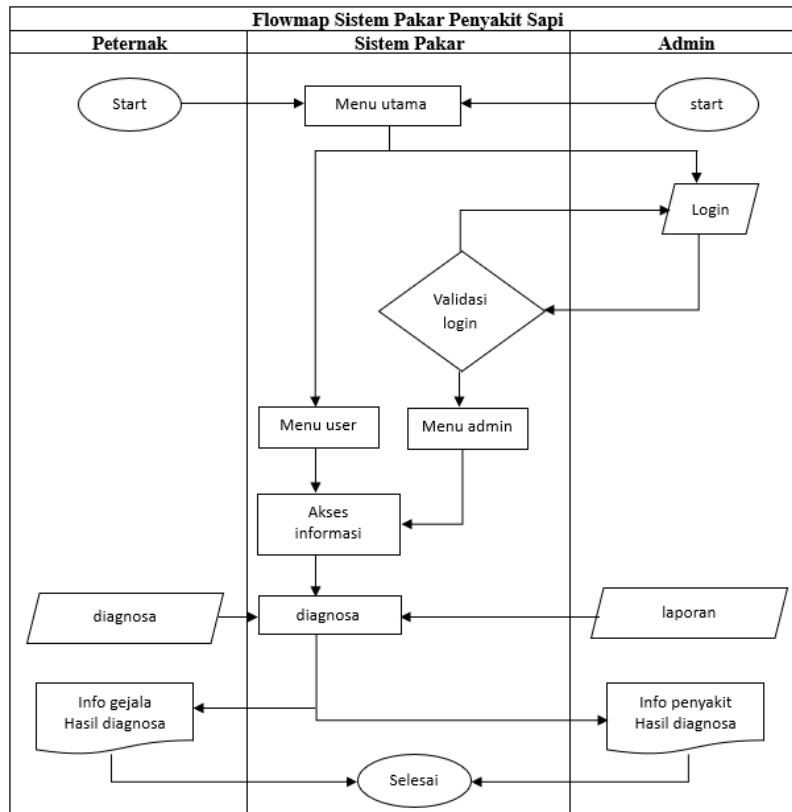 Flowmap Sistem Pakar Penyakit Sapi
Peternak
Sistem Pakar
Admin
Start
Menu utama
start
Login
Validasi
login
Menu user
Menu admin
Akses
informasi
diagnosa
diagnosa
laporan
Info gejala
Hasil diagnosa
Info penyakit
Hasil diagnosa
Selesai